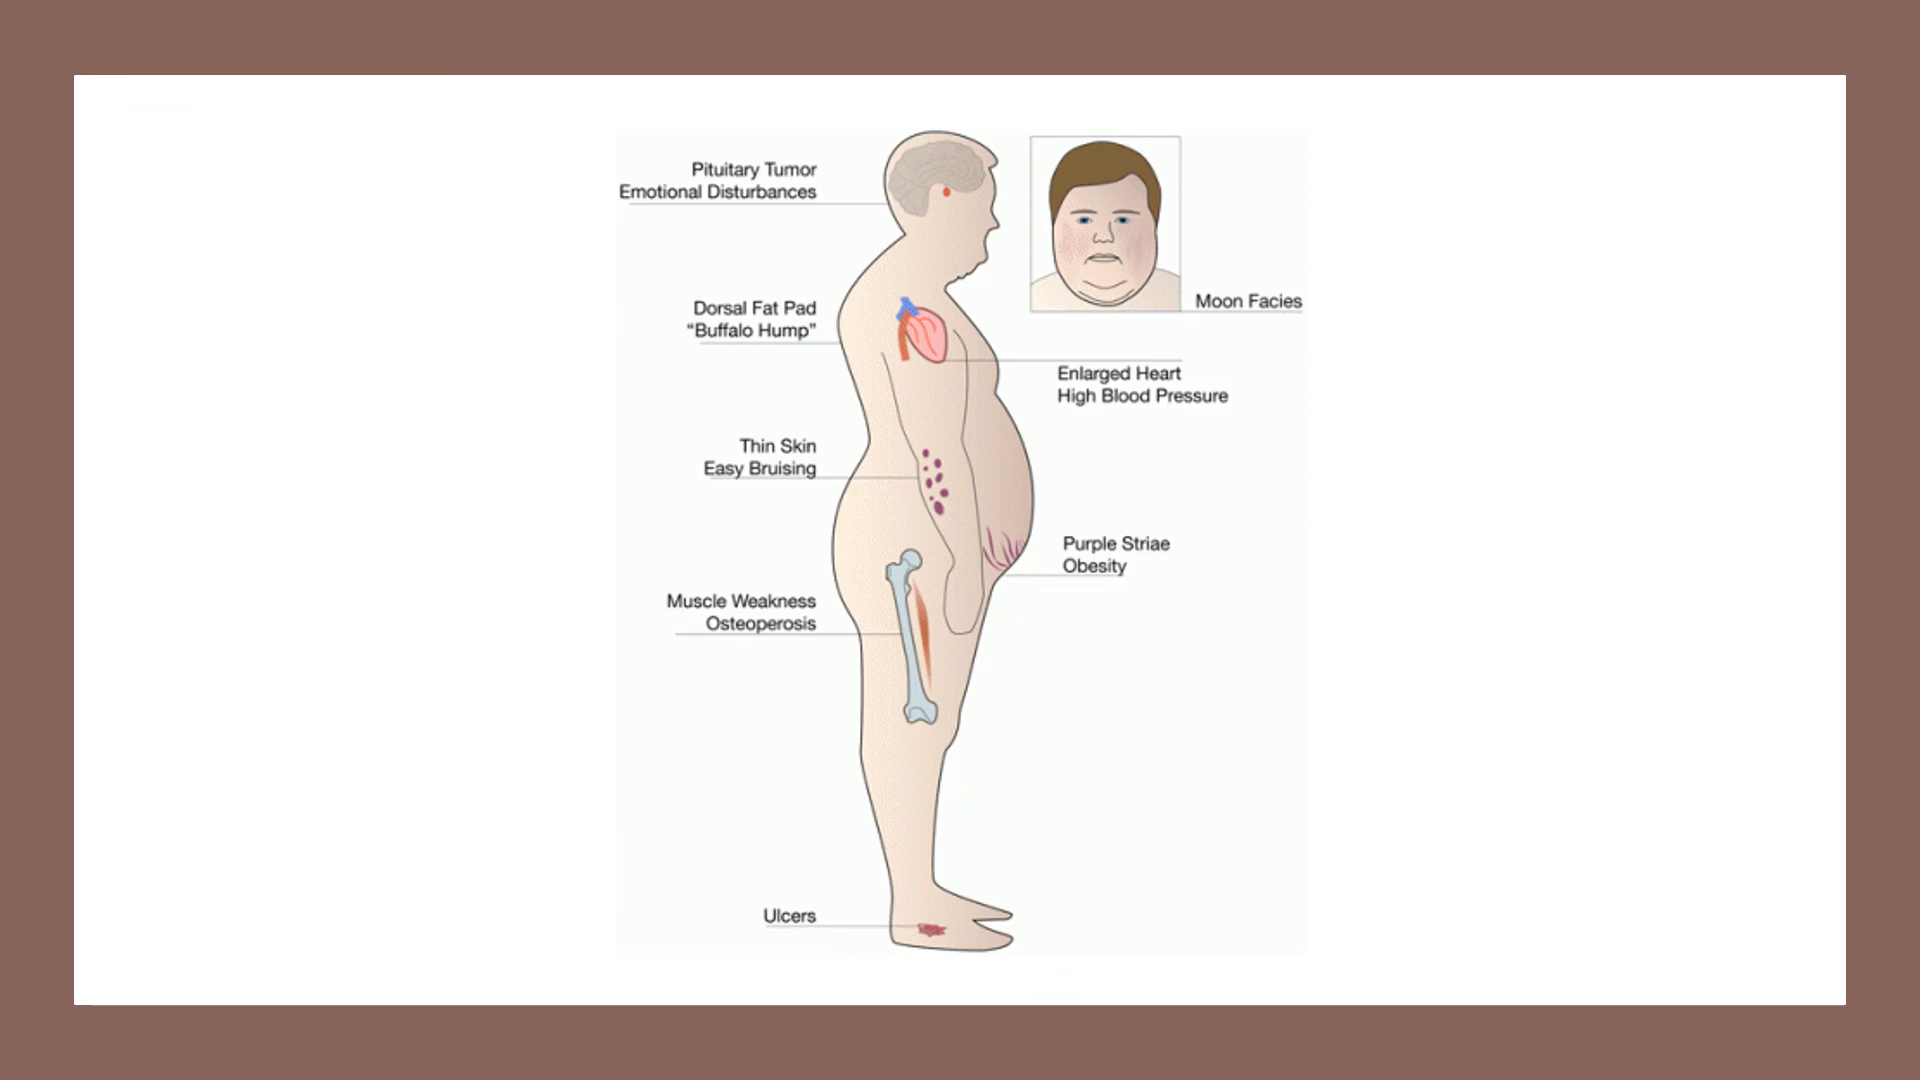 Pituitary Tumor
Emotional Disturbances
Moon Facies
Dorsal Fat Pad
“Buffalo Hump”
Enlarged Heart
High Blood Pressure
Thin Skin
Easy Bruising
Purple Striae
Obesity
Muscle Weakness
Osteoperosis
Ulcers